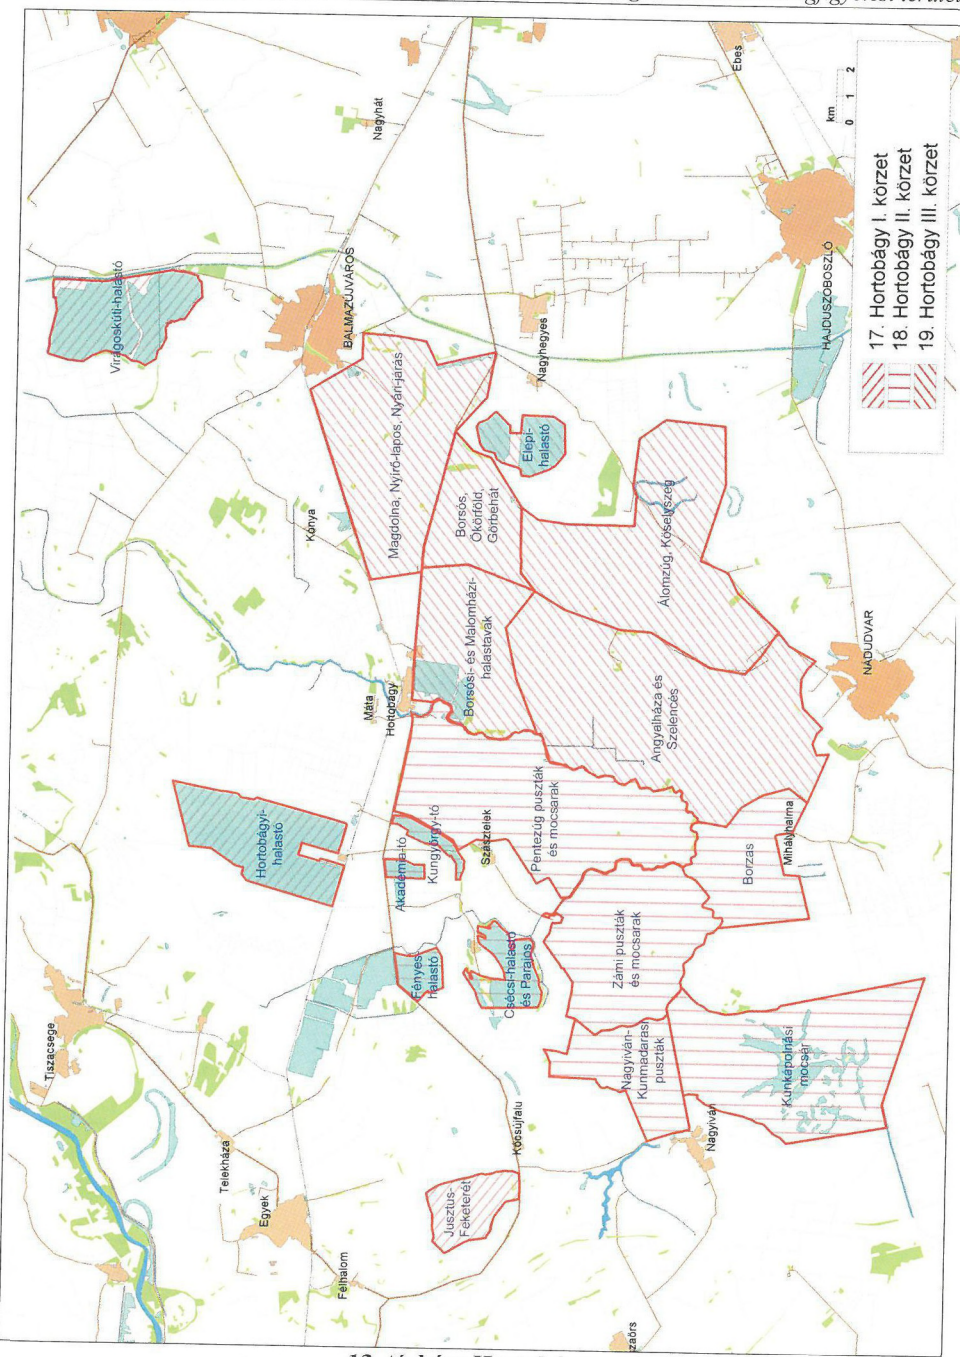 Tiszacsege
Telekháza
Egyek
Félhalom
Kócsújfalu
Jusztus-
Feketerét
Nagyiván
Nagyiván-
Kunmadarasi
puszták
Kunkápolnási
mocsár
Zámi puszták
és mocsarak
Csécsi-halastó
és Parajos
Fényes-
halastó
Akadémia-tó
Kungyörgy-tó
Hortobágyi-
halastó
Szásztelek
Pentezug puszták
és mocsarak
Borzas
Mihályhalma
Máta
Hortobágy
Borsósi- és Malomházi-
halastavak
Angyalháza és
Szelencés
NÁDUDVAR
Kónya
Magdolna, Nyírő-lapos, Nyári-járás
Borsós,
Ökörföld,
Görbehát
Elepi-
halastó
Álomzug, Köselyszeg
Virágoskúti-halastó
BALMAZÚJVÁROS
Nagyhát
Nagyhegyes
HAJDUSZOBOSZLÓ
Ebes
km
0 1 2
17. Hortobágy I. körzet
18. Hortobágy II. körzet
19. Hortobágy III. körzet